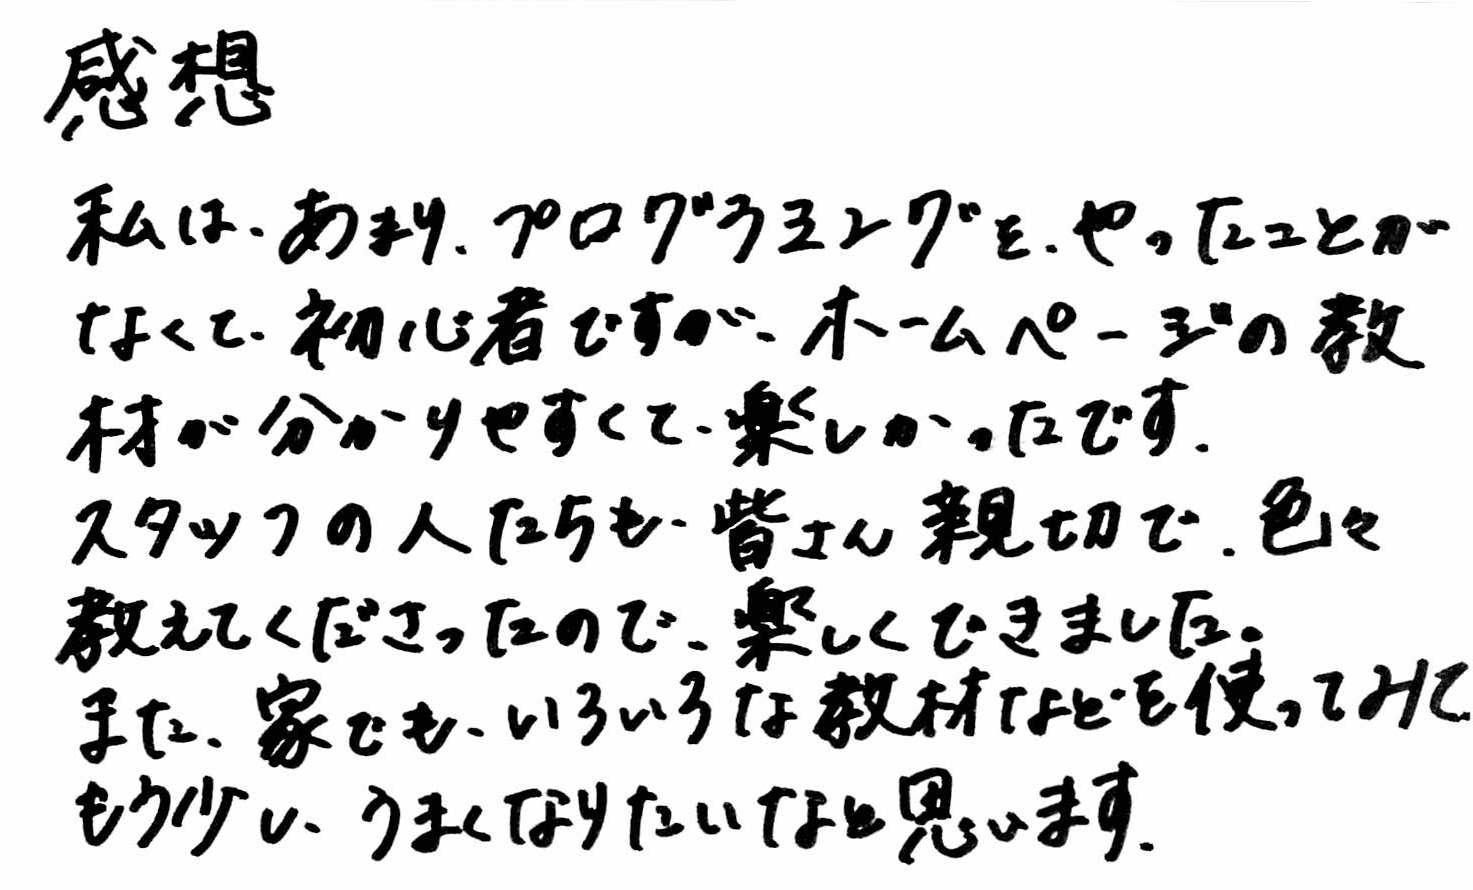 感想
私は、あまり、プログラミングを、やったことが
なくて、初心者ですが、ホームページの教
材が分かりやすくて、楽しかったです。
スタッフの人たちも、皆さん親切で、色々
教えてくださったので、楽しくできました。
また、家でも、いろいろな教材などを使ってみて
もう少し、うまくなりたいなと思います。